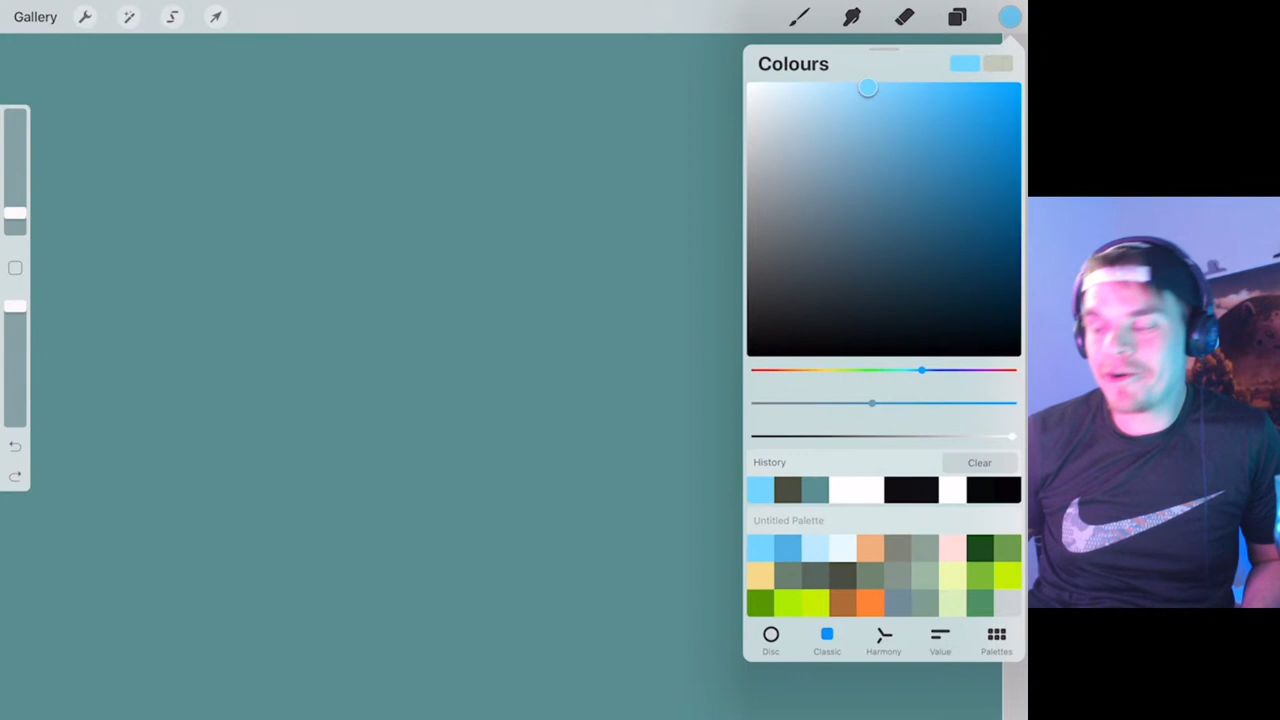 Gallery
Colours
History
Clear
Untitled Palette
Disc
Classic
Harmony
Value
Palettes